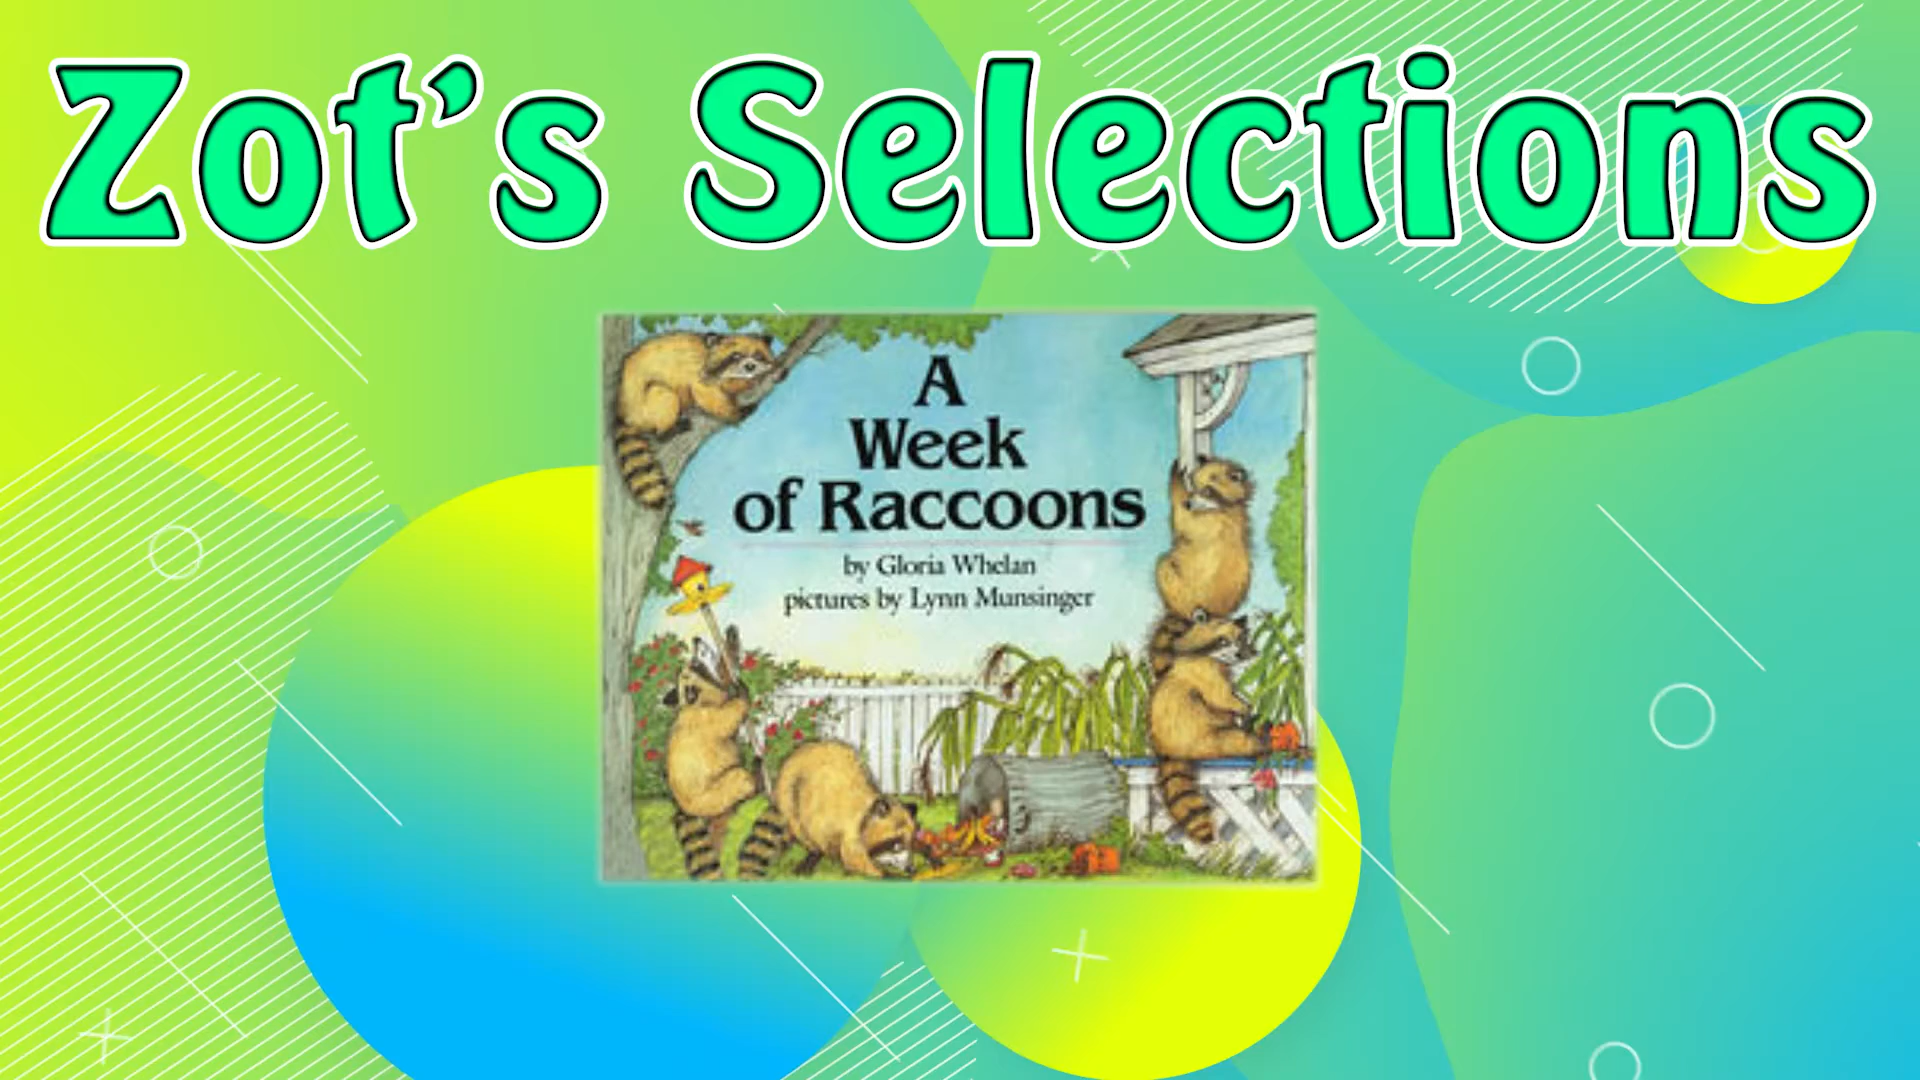 Zot's Selections
A
Week
of Raccoons
by Gloria Whelan
pictures by Lynn Munsinger